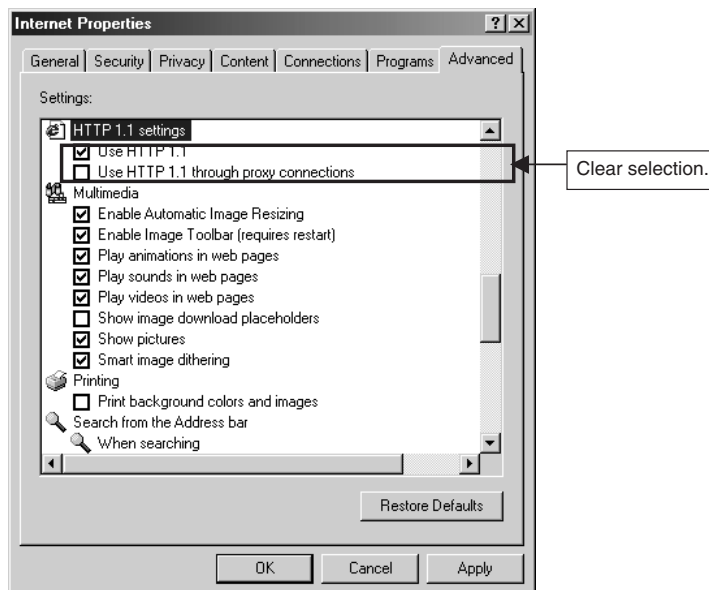 Internet Properties
General Security Privacy Content Connections Programs Advanced
Settings:
HTTP 1.1 settings
Use HTTP 1.1
Use HTTP 1.1 through proxy connections
Clear selection.
Multimedia
Enable Automatic Image Resizing
Enable Image Toolbar (requires restart)
Play animations in web pages
Play sounds in web pages
Play videos in web pages
Show image download placeholders
Show pictures
Smart image dithering
Printing
Print background colors and images
Search from the Address bar
When searching
Restore Defaults
OK Cancel Apply